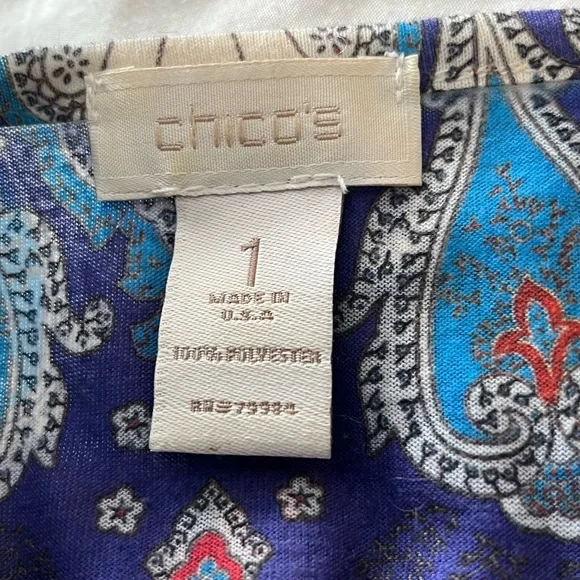 chico's
1
MADE IN
U.S.A
100% POLYESTER
RN#79984